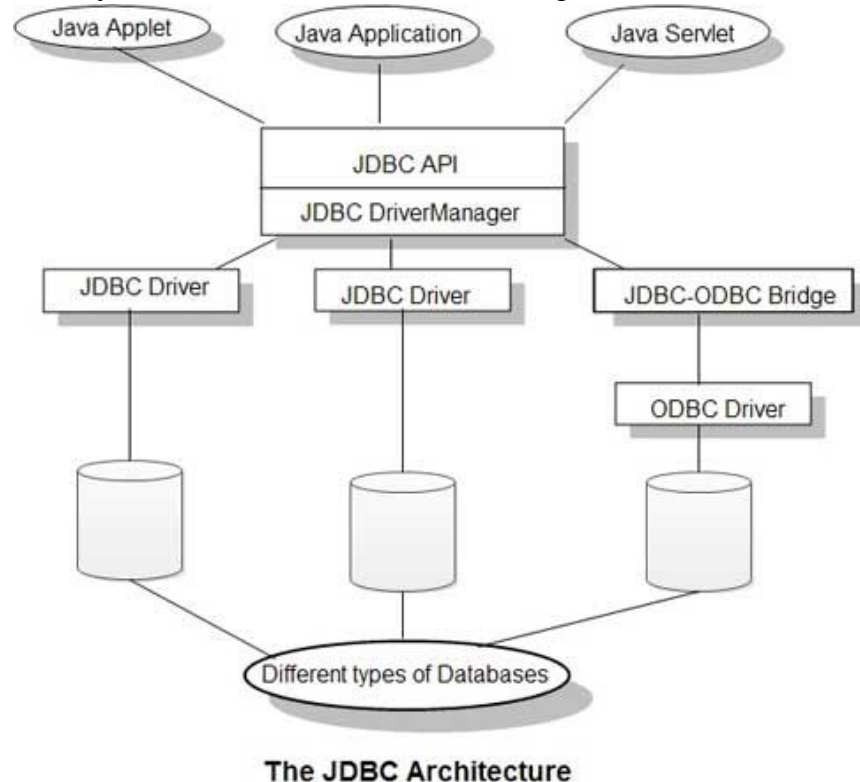 Java Applet
Java Application
Java Servlet
JDBC API
JDBC DriverManager
JDBC Driver
JDBC Driver
JDBC-ODBC Bridge
ODBC Driver
Different types of Databases
The JDBC Architecture